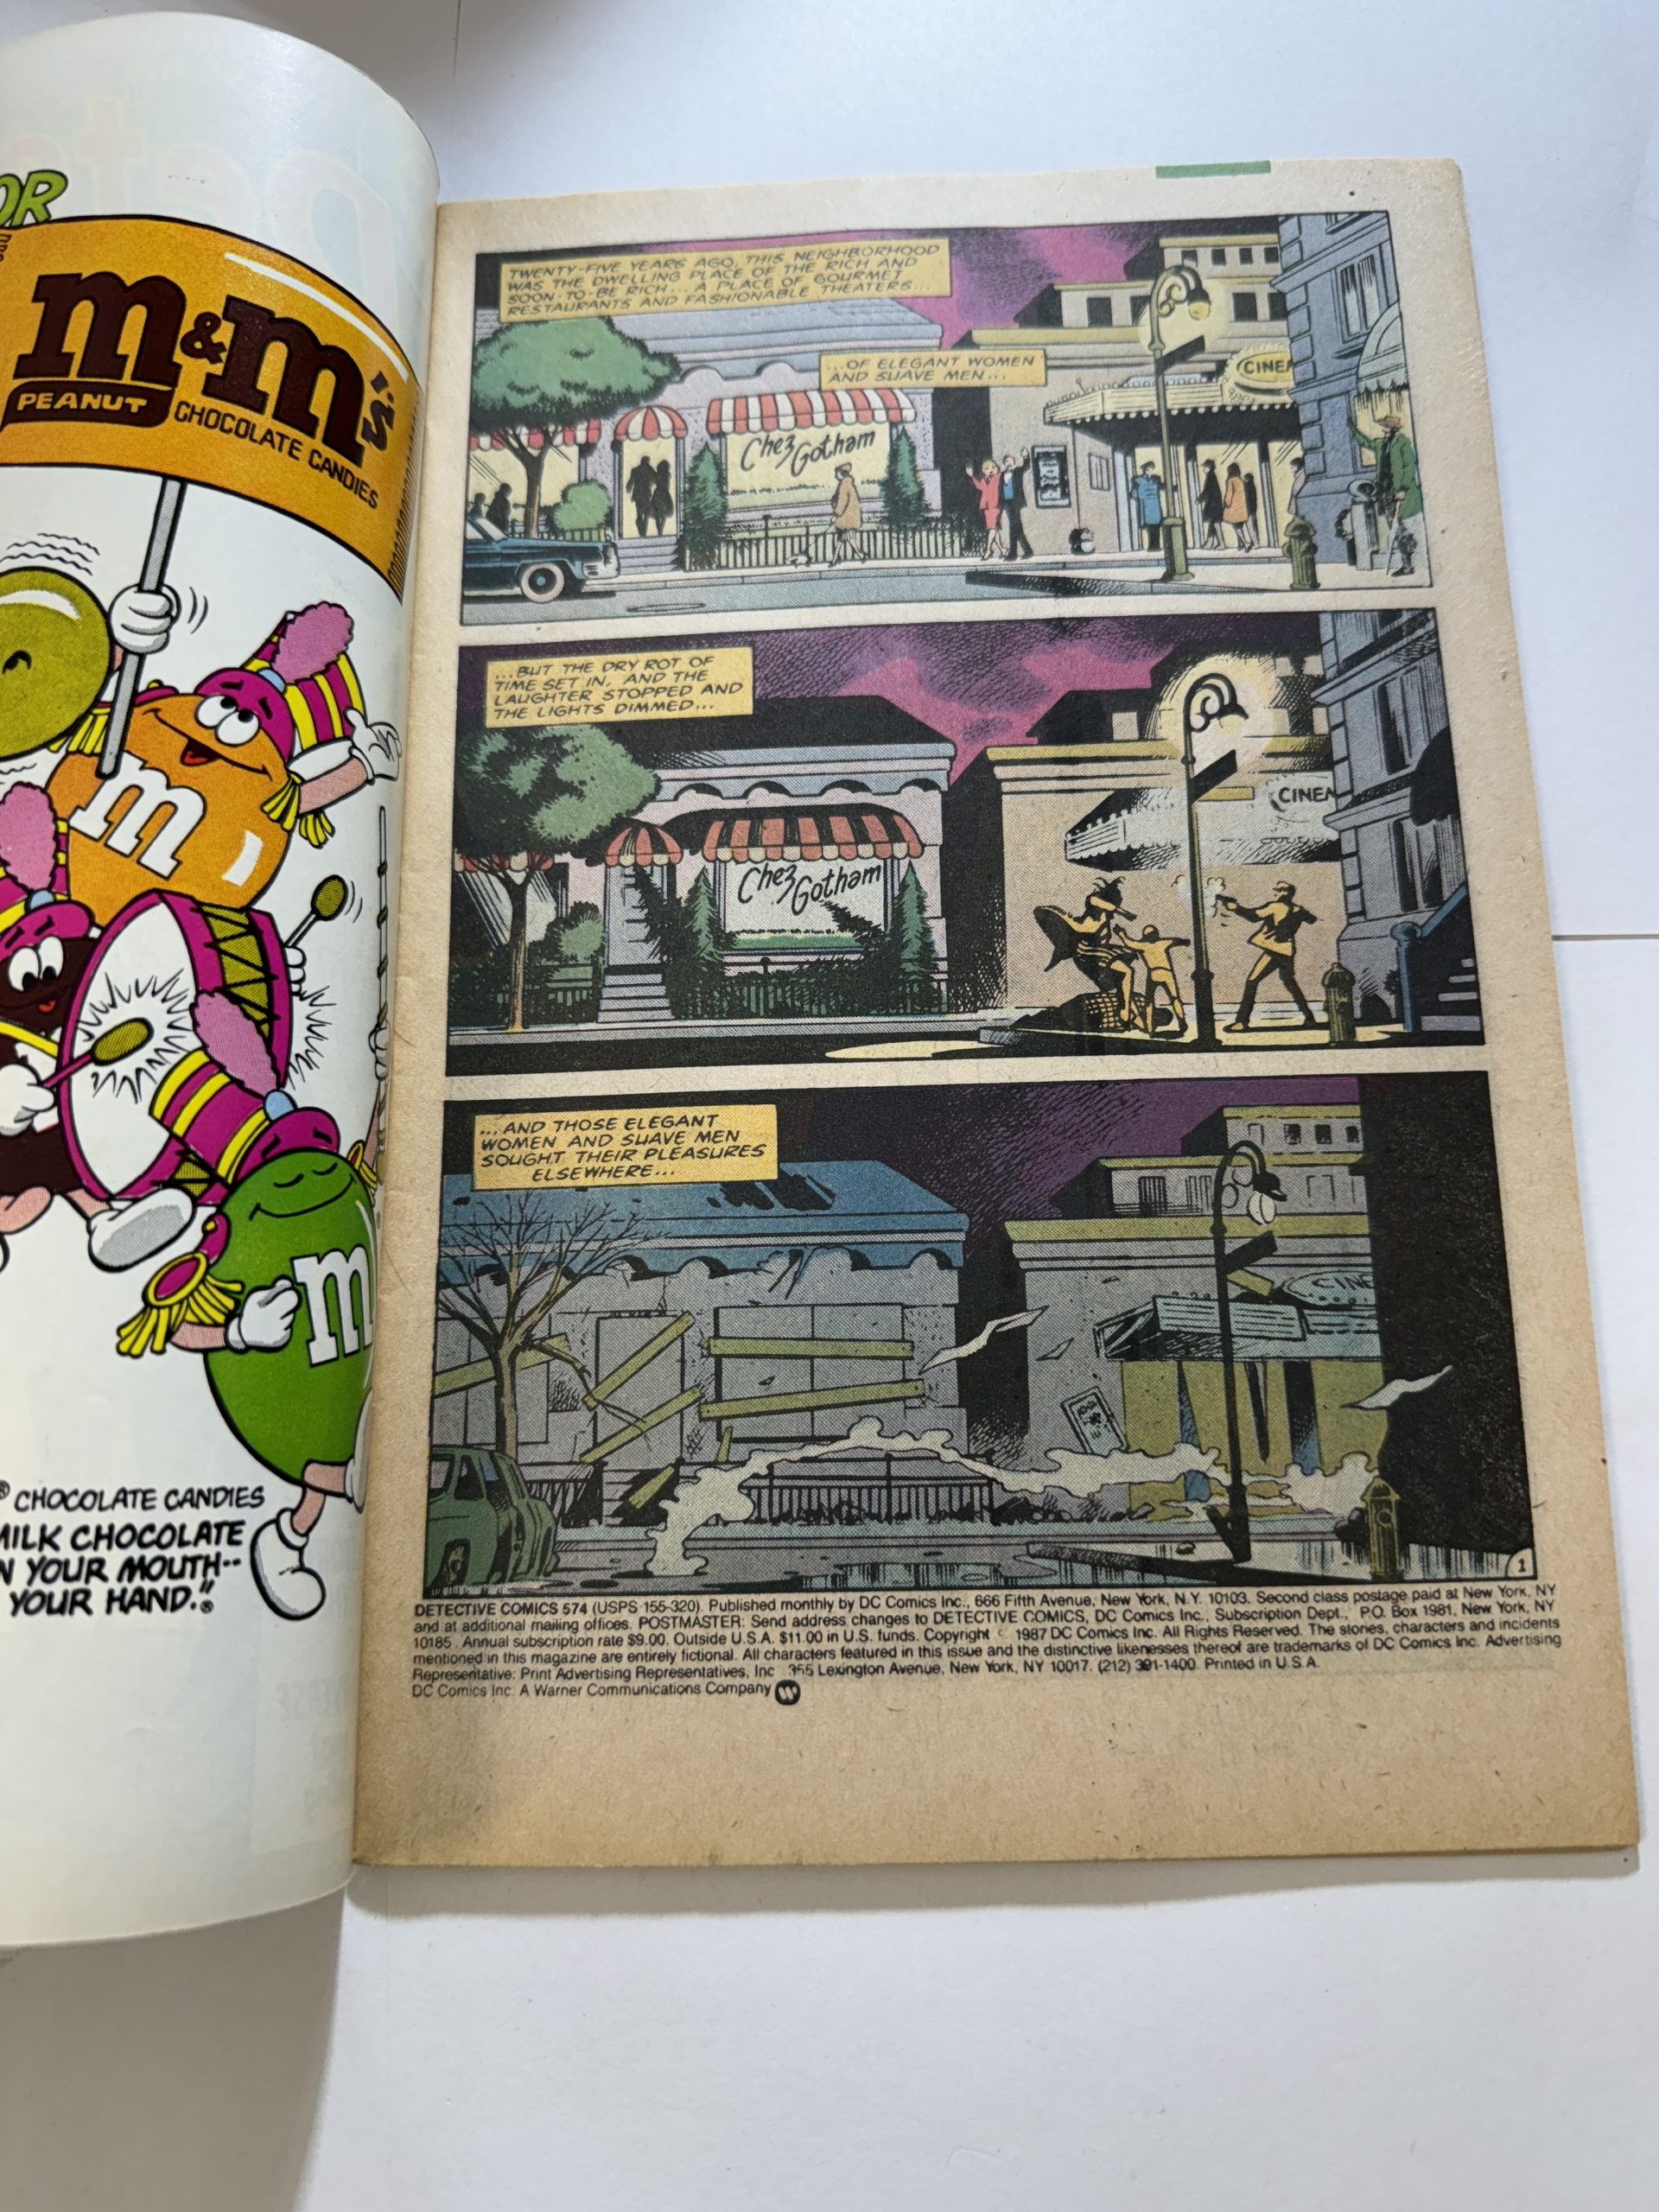 OR
m&m's
PEANUT
CHOCOLATE CANDIES
m
m
® CHOCOLATE CANDIES
MILK CHOCOLATE
N YOUR MOUTH--
YOUR HAND.”®
TWENTY-FIVE YEARS AGO, THIS NEIGHBORHOOD
WAS THE DWELLING PLACE OF THE RICH AND
SOON-TO-BE RICH... A PLACE OF GOURMET
RESTAURANTS AND FASHIONABLE THEATERS...
...OF ELEGANT WOMEN
AND SUAVE MEN...
CINEM
Chez
Gotham
...BUT THE DRY ROT OF
TIME SET IN, AND THE
LAUGHTER STOPPED AND
THE LIGHTS DIMMED...
CINEM
Chez
Gotham
...AND THOSE ELEGANT
WOMEN AND SUAVE MEN
SOUGHT THEIR PLEASURES
ELSEWHERE...
CINE
1
DETECTIVE COMICS 574 (USPS 155-320). Published monthly by DC Comics Inc., 666 Fifth Avenue, New York, N.Y. 10103. Second class postage paid at New York, NY
and at additional mailing offices. POSTMASTER: Send address changes to DETECTIVE COMICS, DC Comics Inc., Subscription Dept., P.O. Box 1981, New York, NY
10185. Annual subscription rate $9.00. Outside U.S.A. $11.00 in U.S. funds. Copyright © 1987 DC Comics Inc. All Rights Reserved. The stories, characters and incidents
mentioned in this magazine are entirely fictional. All characters featured in this issue and the distinctive likenesses thereof are trademarks of DC Comics Inc. Advertising
Representative: Print Advertising Representatives, Inc. 355 Lexington Avenue, New York, NY 10017. (212) 391-1400. Printed in U.S.A.
DC Comics Inc. A Warner Communications Company